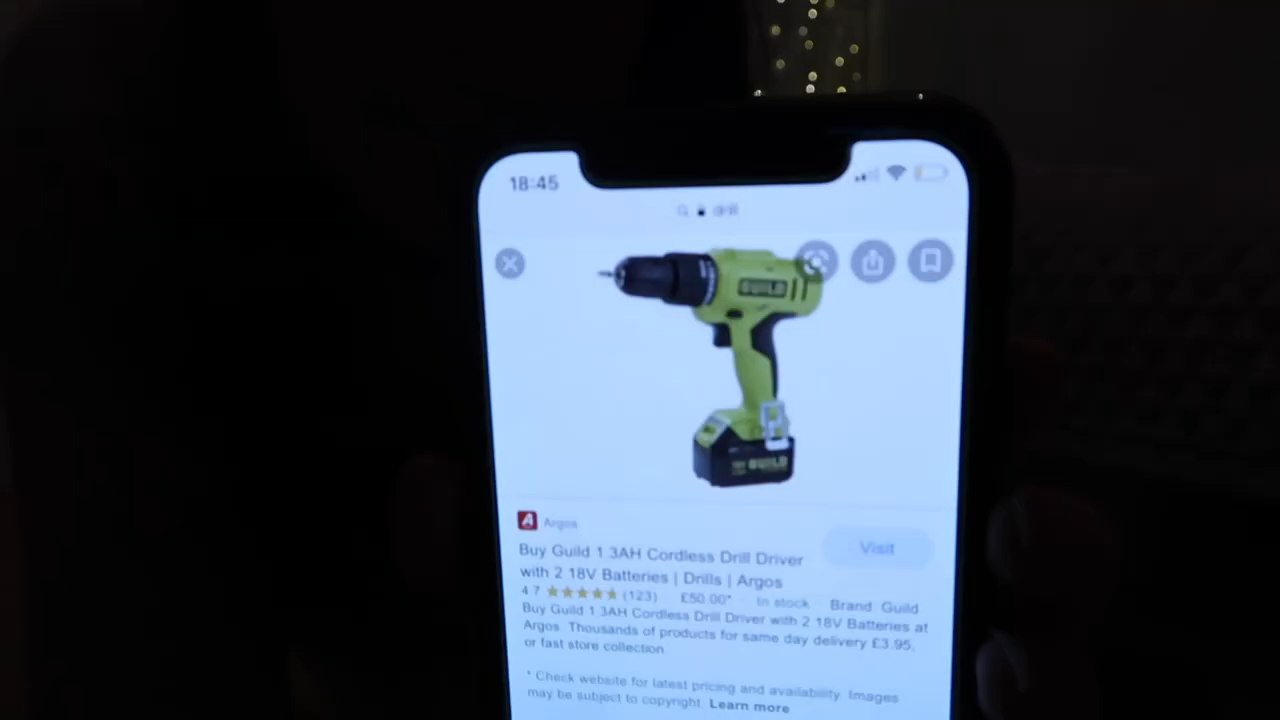 18:45
drill
GUILD
GUILD
Argos
Visit
Buy Guild 1.3AH Cordless Drill Driver
with 2 18V Batteries | Drills | Argos
4.7 ★★★★★ (123) £50.00* · In stock · Brand Guild
Buy Guild 1.3AH Cordless Drill Driver with 2 18V Batteries at
Argos. Thousands of products for same day delivery £3.95,
or fast store collection.
* Check website for latest pricing and availability. Images
may be subject to copyright. Learn more